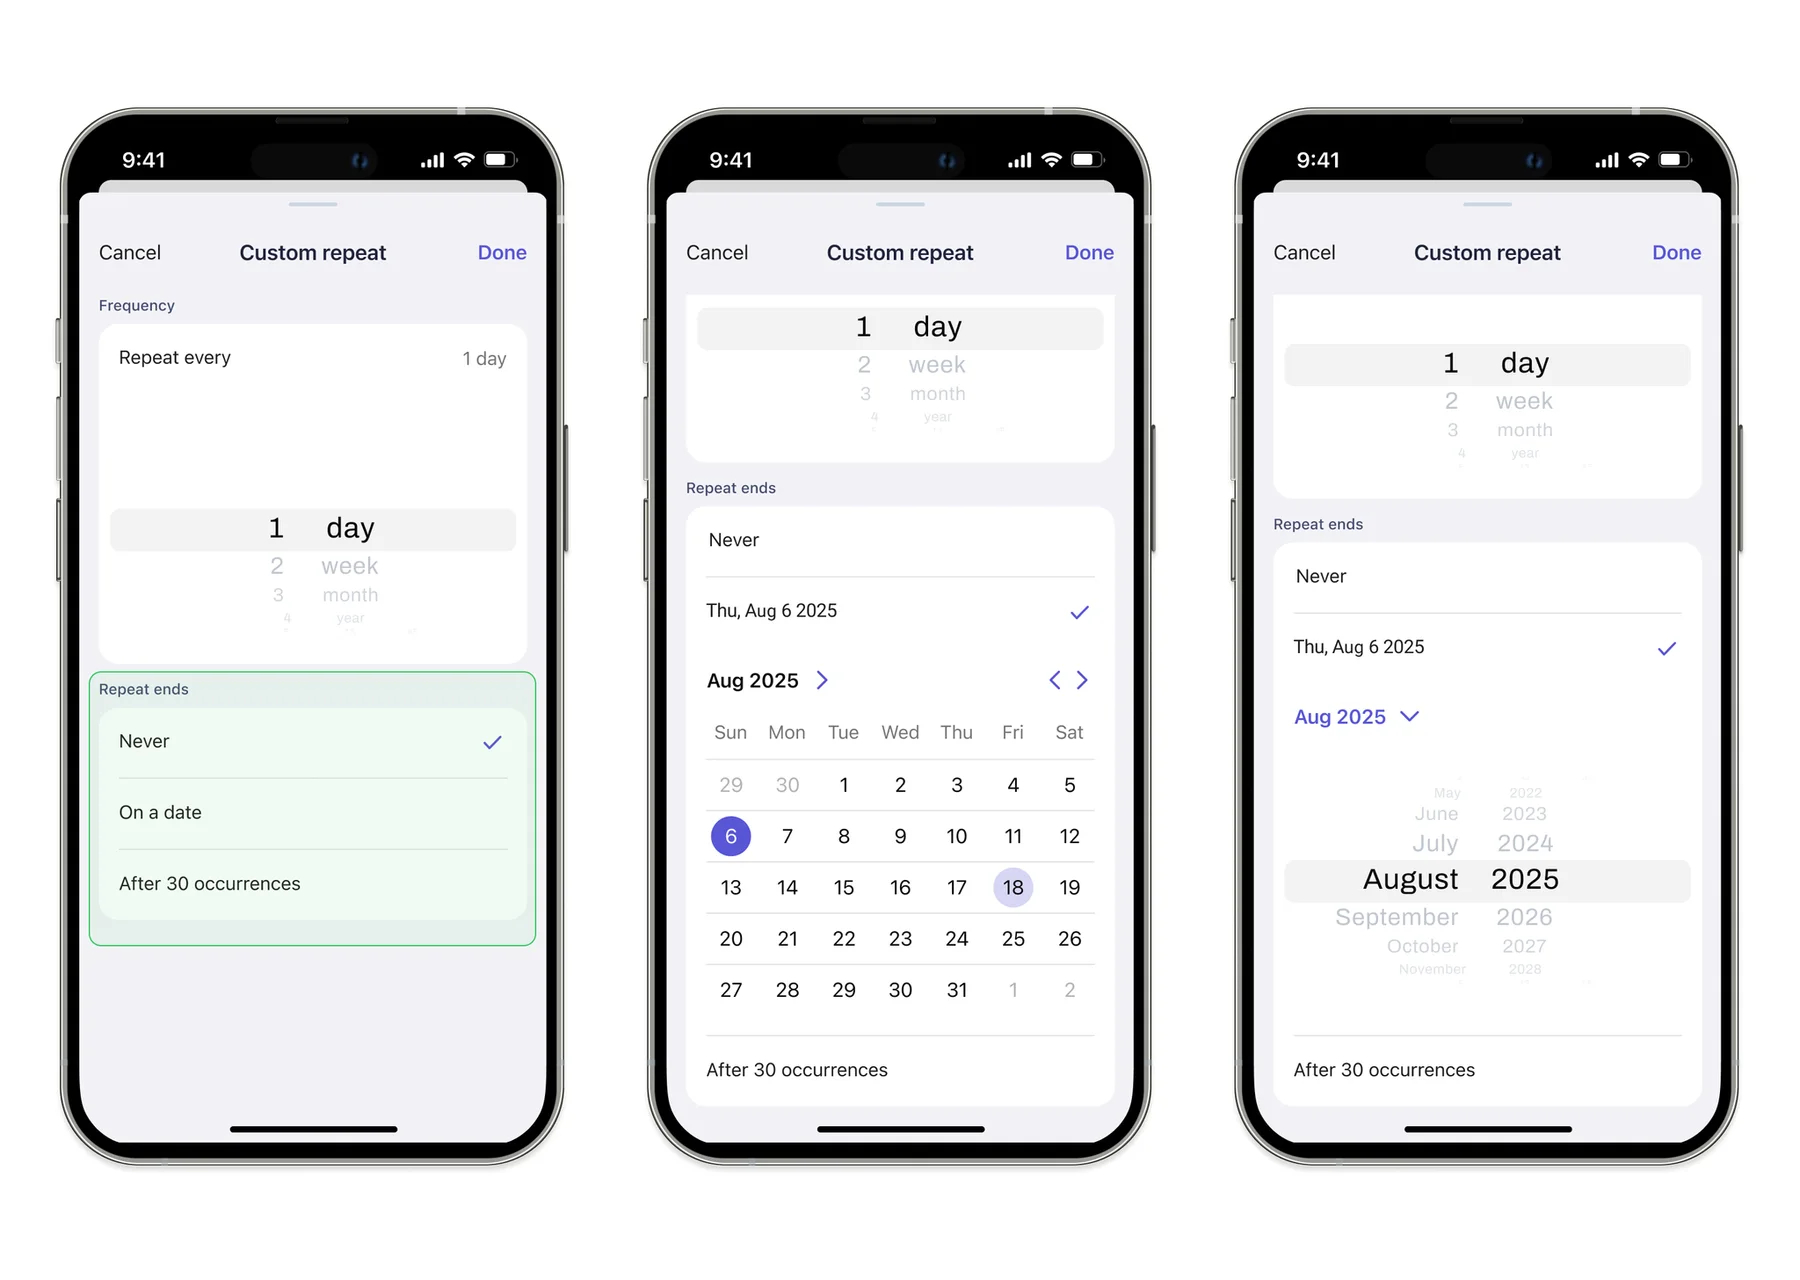 9:41
Cancel Custom repeat Done
Frequency
Repeat every 1 day
1 day
2 week
3 month
4 year
Repeat ends
Never
On a date
After 30 occurrences
9:41
Cancel Custom repeat Done
1 day
2 week
3 month
4 year
Repeat ends
Never
Thu, Aug 6 2025
Aug 2025
Sun Mon Tue Wed Thu Fri Sat
29 30 1 2 3 4 5
6 7 8 9 10 11 12
13 14 15 16 17 18 19
20 21 22 23 24 25 26
27 28 29 30 31 1 2
After 30 occurrences
9:41
Cancel Custom repeat Done
1 day
2 week
3 month
4 year
Repeat ends
Never
Thu, Aug 6 2025
Aug 2025
May 2022
June 2023
July 2024
August 2025
September 2026
October 2027
November 2028
After 30 occurrences